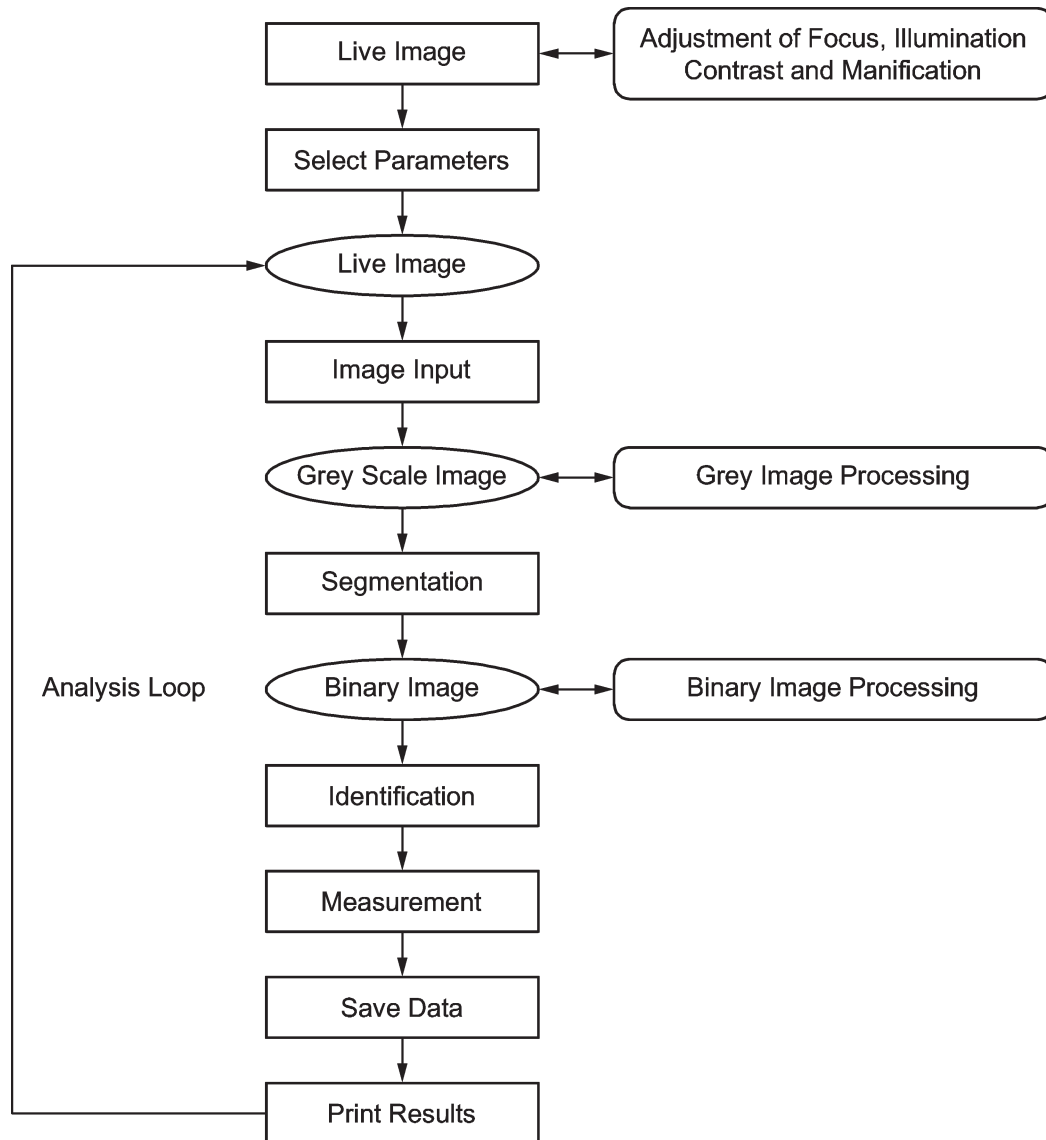 Live Image
Adjustment of Focus, Illumination
Contrast and Manification
Select Parameters
Live Image
Image Input
Grey Scale Image
Grey Image Processing
Segmentation
Analysis Loop
Binary Image
Binary Image Processing
Identification
Measurement
Save Data
Print Results